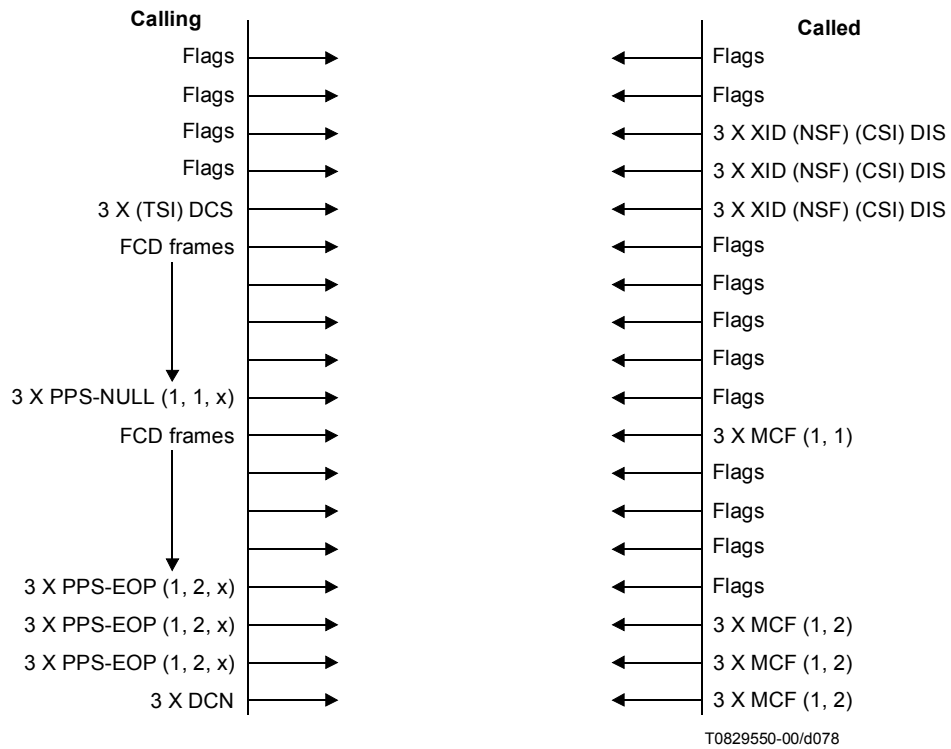 Calling
Called
Flags
Flags
Flags
Flags
Flags
3 X XID (NSF) (CSI) DIS
Flags
3 X XID (NSF) (CSI) DIS
3 X (TSI) DCS
3 X XID (NSF) (CSI) DIS
FCD frames
Flags
Flags
Flags
Flags
3 X PPS-NULL (1, 1, x)
Flags
FCD frames
3 X MCF (1, 1)
Flags
Flags
Flags
3 X PPS-EOP (1, 2, x)
Flags
3 X PPS-EOP (1, 2, x)
3 X MCF (1, 2)
3 X PPS-EOP (1, 2, x)
3 X MCF (1, 2)
3 X DCN
3 X MCF (1, 2)
T0829550-00/d078